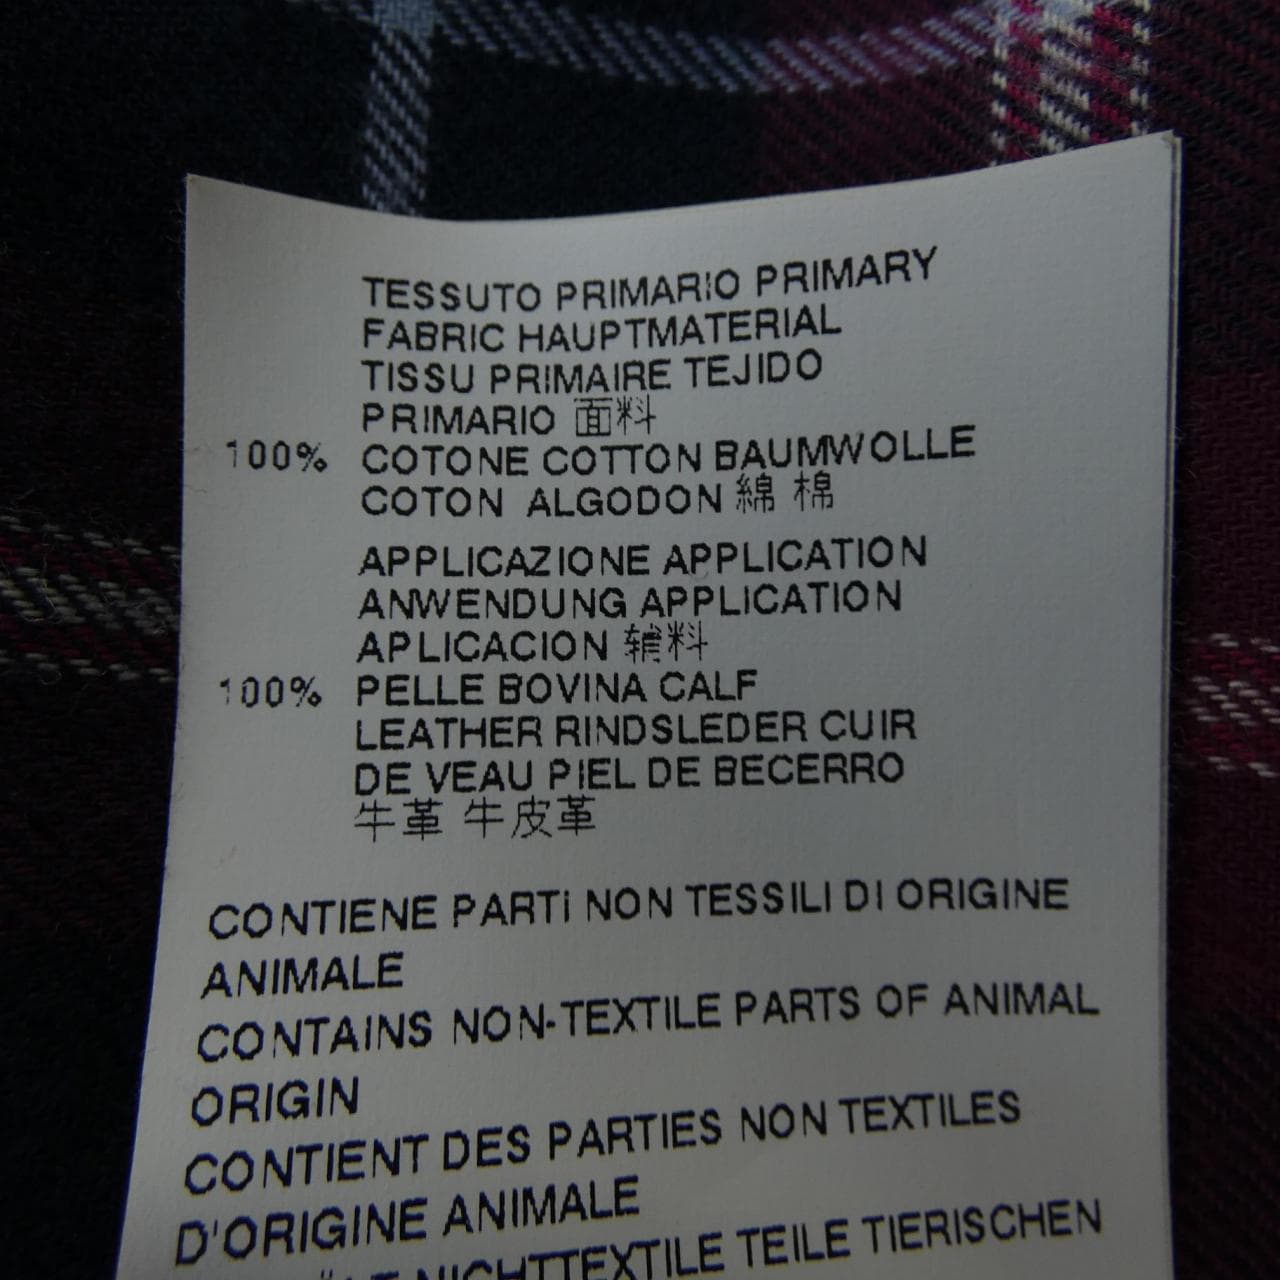 TESSUTO PRIMARIO PRIMARY
FABRIC HAUPTMATERIAL
TISSU PRIMAIRE TEJIDO
PRIMARIO 面料
100% COTONE COTTON BAUMWOLLE
COTON ALGODON 綿 棉
APPLICAZIONE APPLICATION
ANWENDUNG APPLICATION
APLICACION 辅料
100% PELLE BOVINA CALF
LEATHER RINDSLEDER CUIR
DE VEAU PIEL DE BECERRO
牛革 牛皮革
CONTIENE PARTI NON TESSILI DI ORIGINE
ANIMALE
CONTAINS NON-TEXTILE PARTS OF ANIMAL
ORIGIN
CONTIENT DES PARTIES NON TEXTILES
D'ORIGINE ANIMALE
NICHTTEXTILE TEILE TIERISCHEN